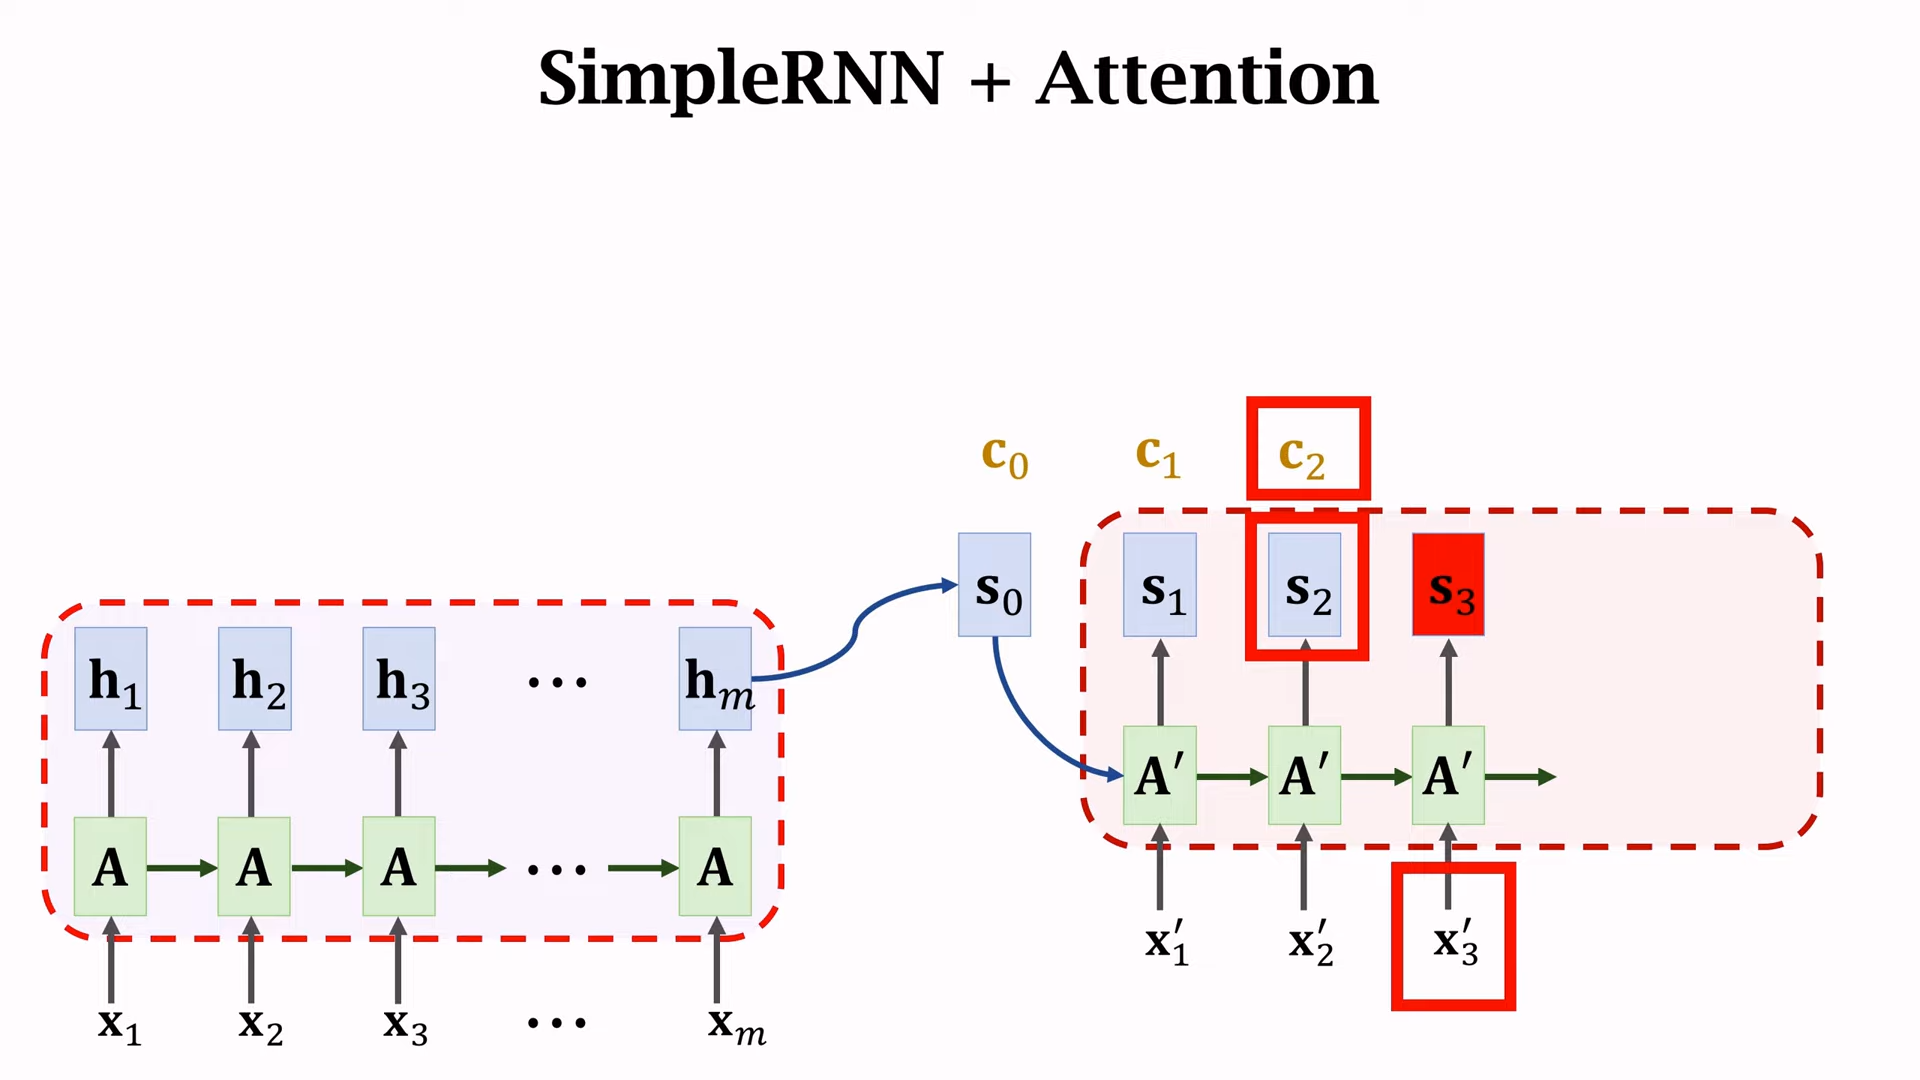 SimpleRNN + Attention
c₀ c₁ c₂
s₀ s₁ s₂ s₃
h₁ h₂ h₃ ⋯ hₘ
A′ A′ A′
A A A ⋯ A
x′₁ x′₂ x′₃
x₁ x₂ x₃ ⋯ xₘ